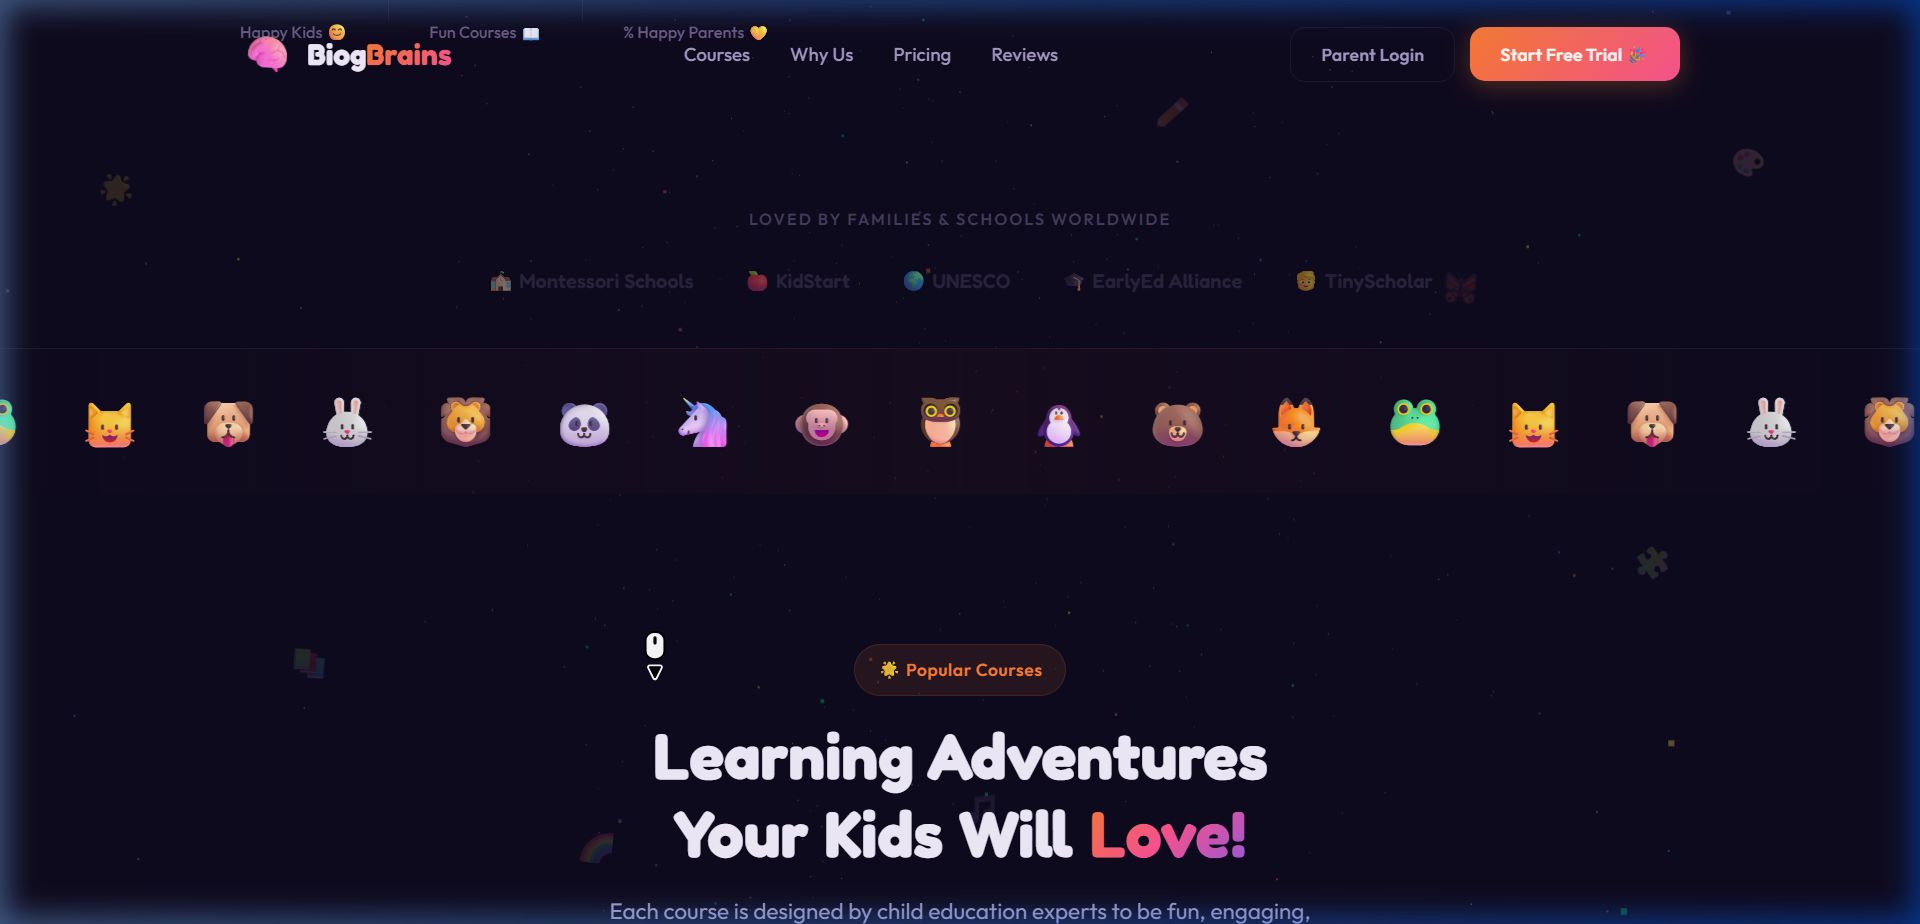 Happy Kids 😊 Fun Courses 📖 % Happy Parents 💛
BiogBrains Courses Why Us Pricing Reviews Parent Login Start Free Trial 🎉
LOVED BY FAMILIES & SCHOOLS WORLDWIDE
Montessori Schools KidStart UNESCO EarlyEd Alliance TinyScholar
Popular Courses
Learning Adventures
Your Kids Will Love!
Each course is designed by child education experts to be fun, engaging,